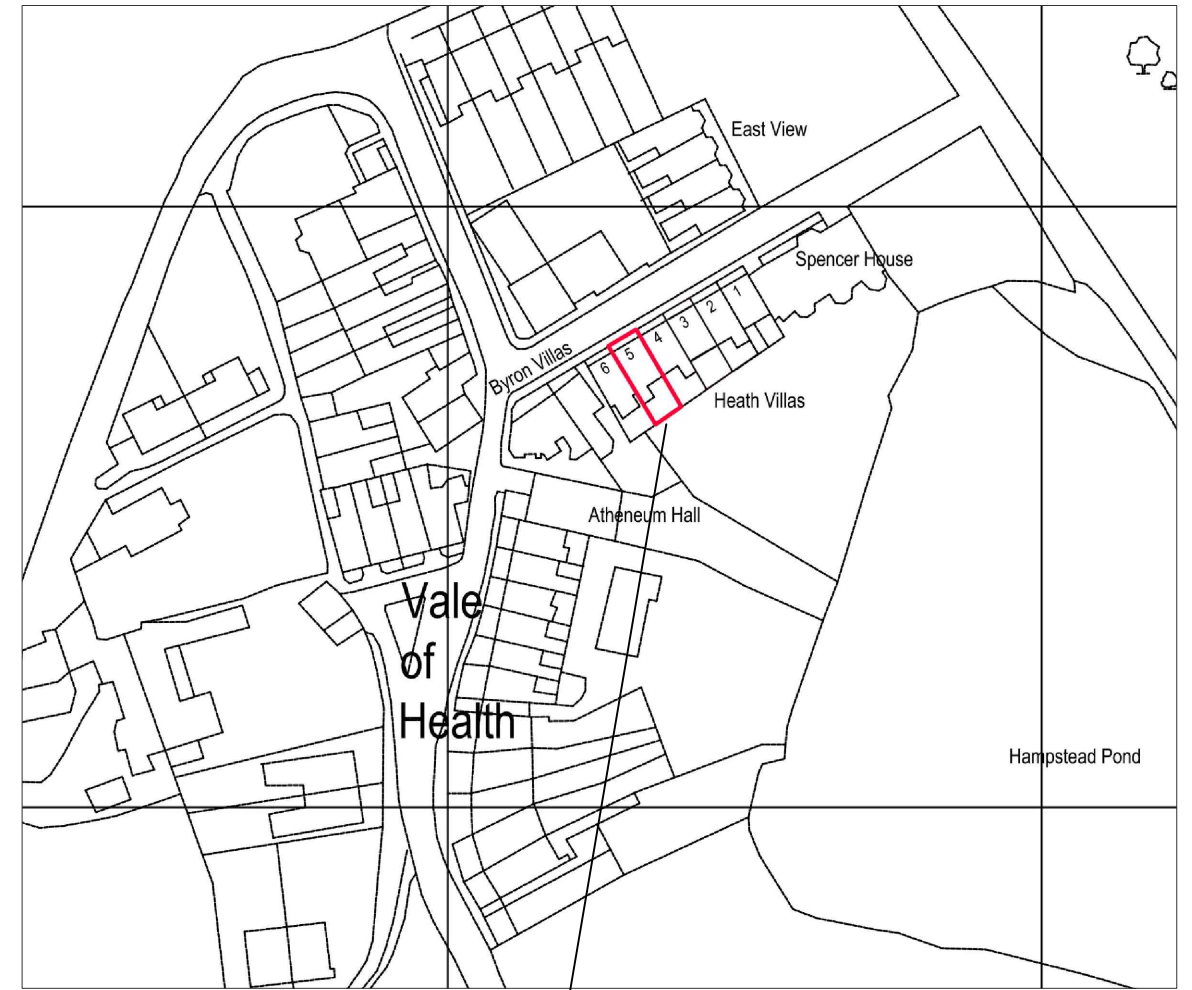 East View
Spencer House
1
2
3
4
5
6
Byron Villas
Heath Villas
Atheneum Hall
Vale
of
Health
Hampstead Pond